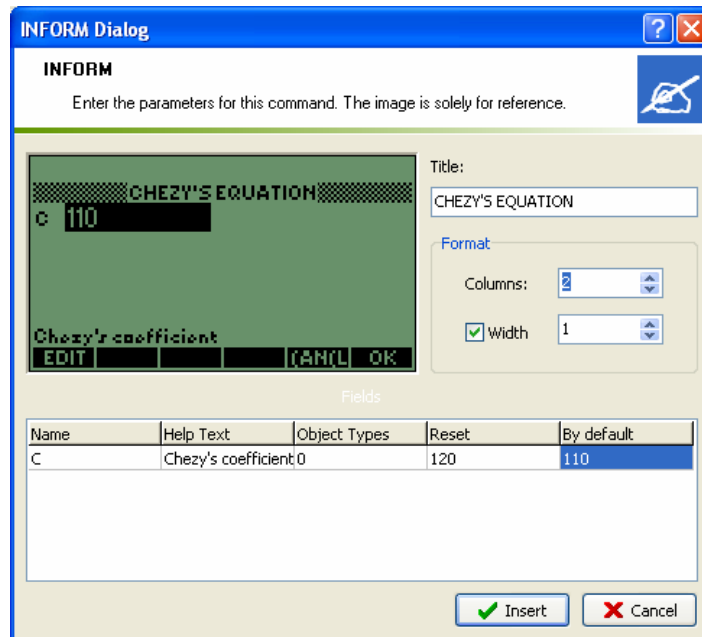 INFORM Dialog
INFORM
Enter the parameters for this command. The image is solely for reference.
CHEZY'S EQUATION
C 110
Chezy's coefficient
EDIT (AN(L OK
Title:
CHEZY'S EQUATION
Format
Columns: 2
Width 1
Fields
Name Help Text Object Types Reset By default
C Chezy's coefficient 0 120 110
Insert Cancel